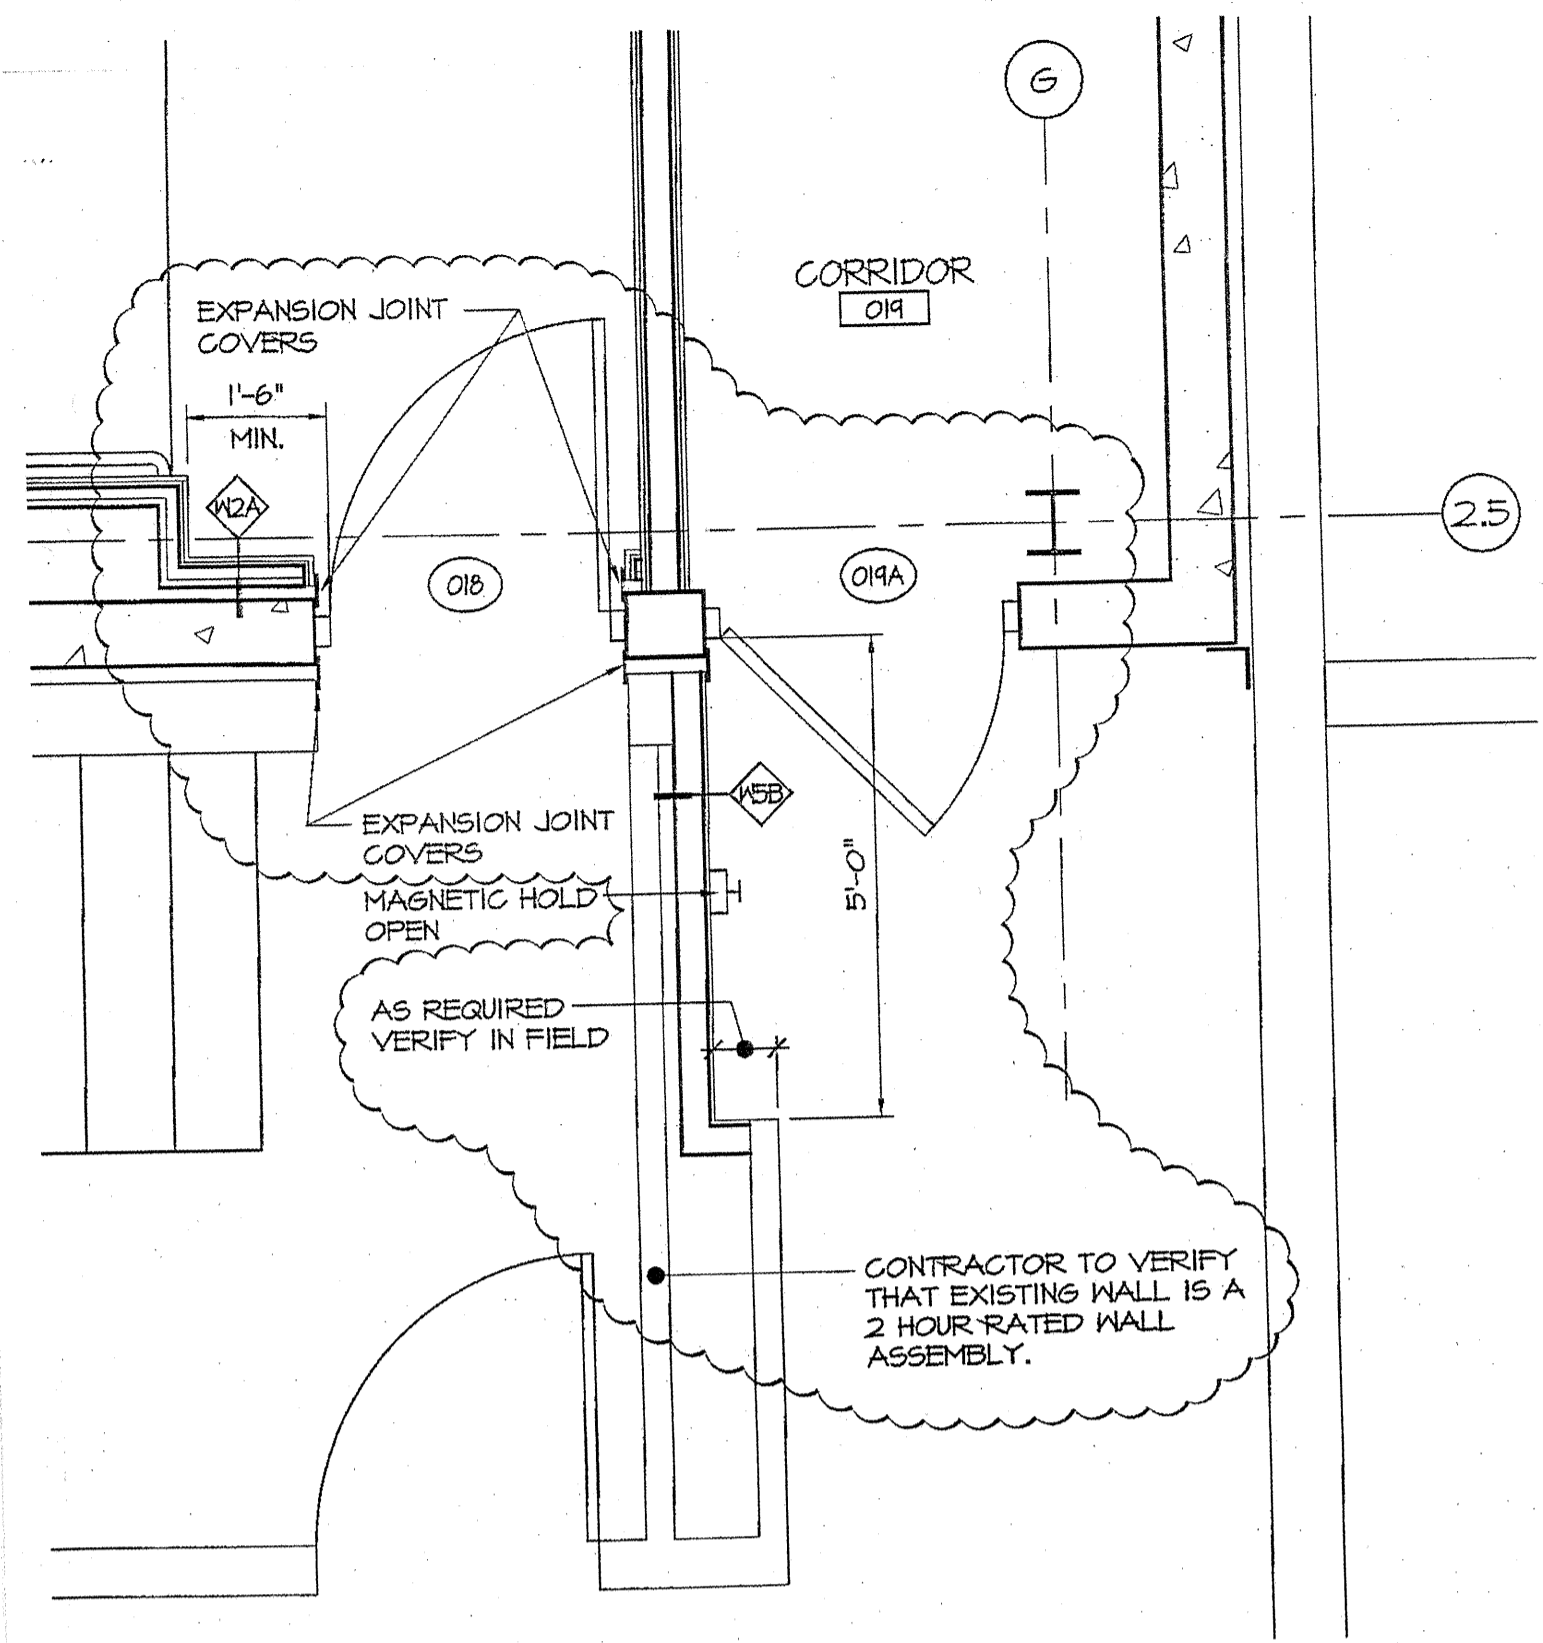 G
CORRIDOR
019
EXPANSION JOINT
COVERS
1'-6"
MIN.
W2A
2.5
018
019A
W5B
EXPANSION JOINT
COVERS
5'-0"
MAGNETIC HOLD
OPEN
AS REQUIRED
VERIFY IN FIELD
CONTRACTOR TO VERIFY
THAT EXISTING WALL IS A
2 HOUR RATED WALL
ASSEMBLY.